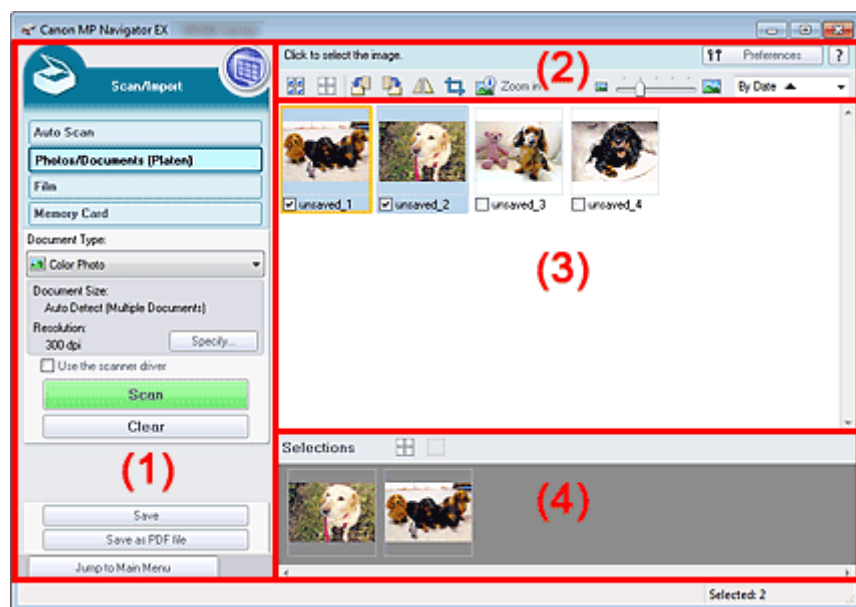 Canon MP Navigator EX
Scan/Import
Auto Scan
Photos/Documents (Platen)
Film
Memory Card
Document Type:
Color Photo
Document Size:
Auto Detect (Multiple Documents)
Resolution:
300 dpi
Specify...
Use the scanner driver
Scan
Clear
(1)
Save
Save as PDF file
Jump to Main Menu
Click to select the image.
(2)
Preferences
?
Zoom in
By Date
unsaved_1
unsaved_2
unsaved_3
unsaved_4
(3)
Selections
(4)
Selected: 2